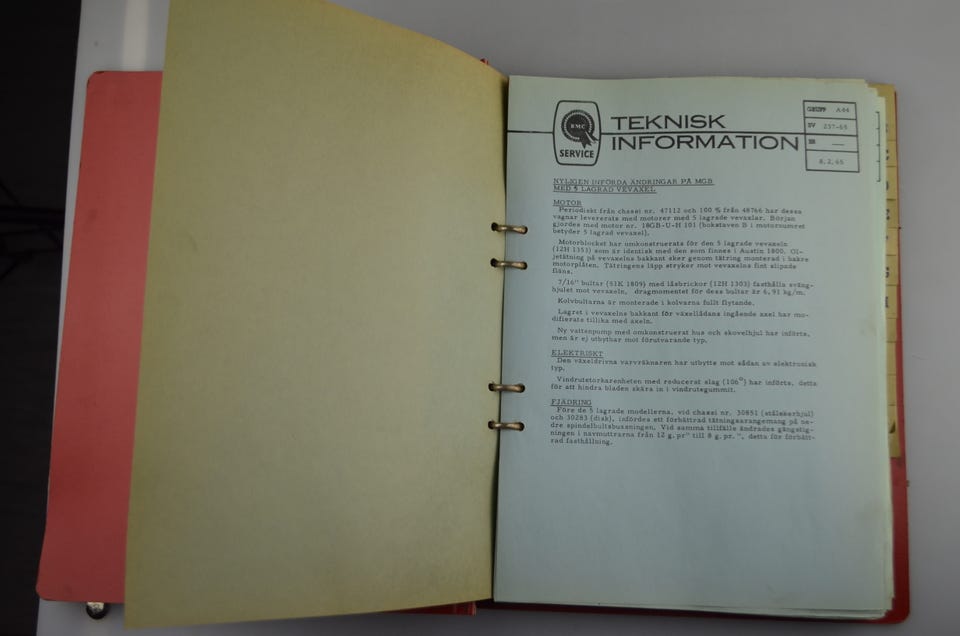 BMC
SERVICE
TEKNISK
INFORMATION
GRUPP A44
SV 257-65
8.2.65
NYLIGEN INFÖRDA ÄNDRINGAR PÅ MGB
MED 5 LAGRAD VEVAXEL
MOTOR
Periodiskt från chassi nr. 47112 och 100 % från 48766 har dessa
vagnar levererats med motorer med 5 lagrade vevaxlar. Början
gjordes med motor nr. 18GB-U-H 101 (bokstaven B i motornumret
betyder 5 lagrad vevaxel).
Motorblocket har omkonstruerats för den 5 lagrade vevaxeln
(12H 1353) som är identisk med den som finnes i Austin 1800. Ol-
jetätning på vevaxelns bakkant sker genom tätring monterad i bakre
motorplåten. Tätringens läpp stryker mot vevaxelns fint slipade
fläns.
7/16" bultar (51K 1809) med låsbrickor (12H 1303) fasthålla sväng-
hjulet mot vevaxeln, dragmomentet för dess bultar är 6,91 kg/m.
Kolvbultarna är monterade i kolvarna fullt flytande.
Lagret i vevaxelns bakkant för växellådans ingående axel har mo-
difierats tillika med axeln.
Ny vattenpump med omkonstruerat hus och skovelhjul har införts,
men är ej utbytbar mot förutvarande typ.
ELEKTRISKT
Den växeldrivna varvräknaren har utbytts mot sådan av elektronisk
typ.
Vindrutetorkarenheten med reducerat slag (106°) har införts, detta
för att hindra bladen skära in i vindrutegummit.
FJÄDRING
Före de 5 lagrade modellerna, vid chassi nr. 30851 (stålekerhjul)
och 30283 (disk), infördes ett förbättrad tätningsarrangemang på ne-
dre spindelbultsbussningen. Vid samma tillfälle ändrades gängstig-
ningen i navmuttrarna från 12 g. pr" till 8 g. pr. ", detta för förbätt-
rad fasthållning.